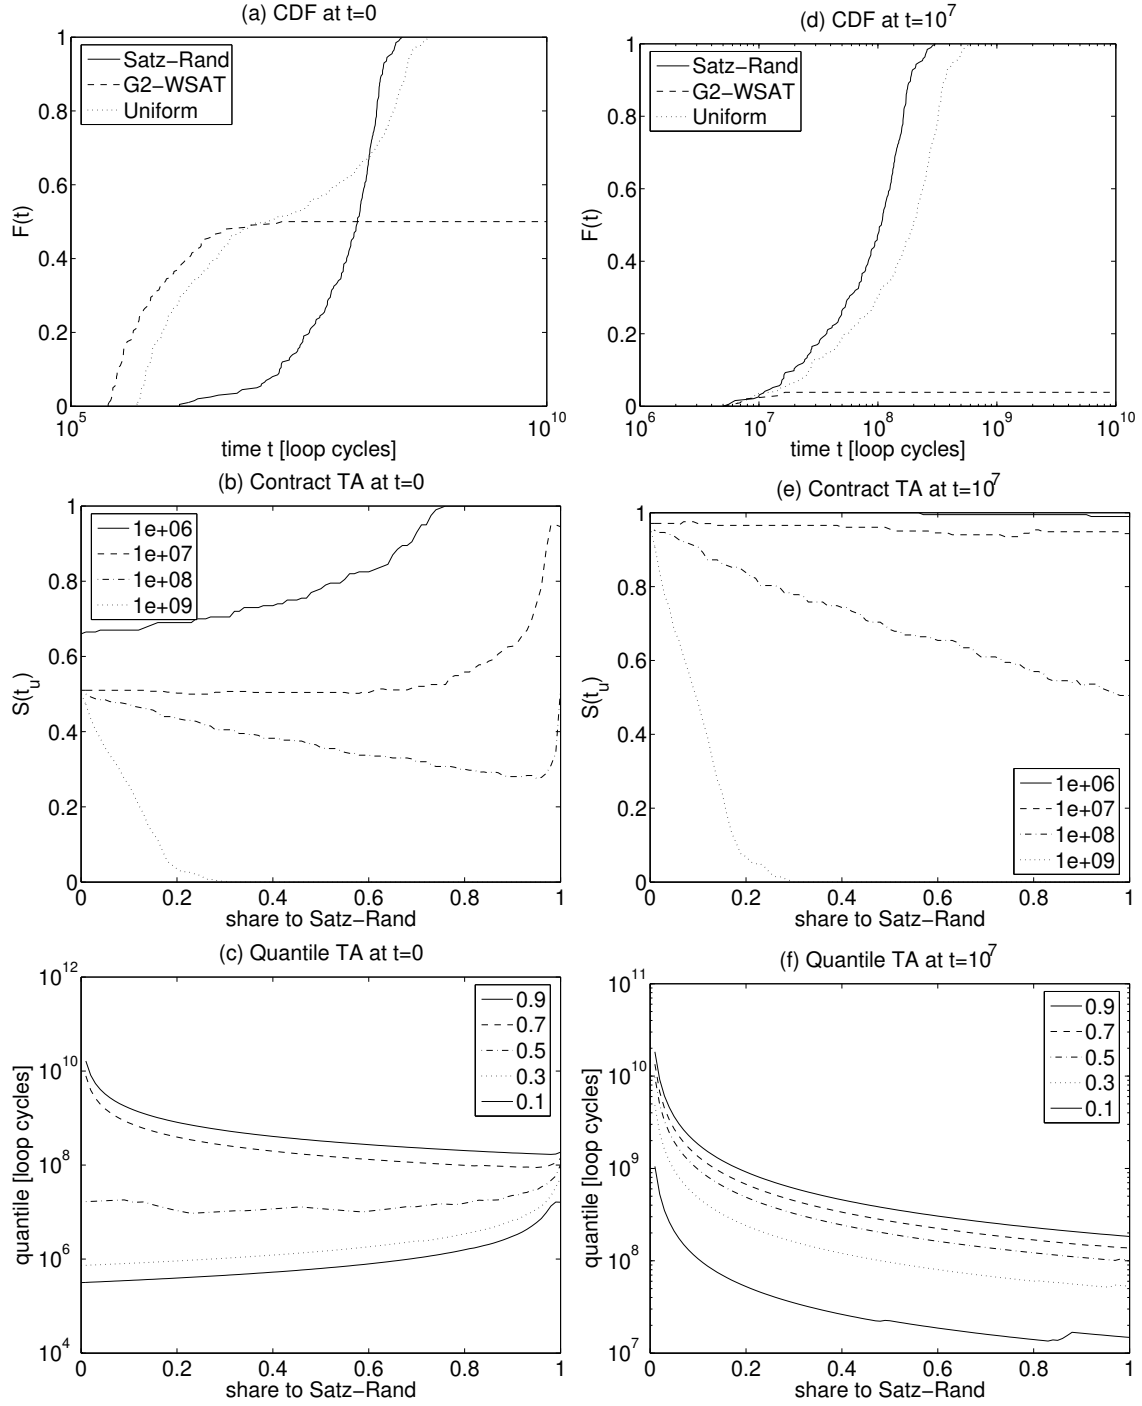 (a) CDF at t=0
1
0.8
0.6
0.4
0.2
0
F(t)
Satz−Rand
G2−WSAT
Uniform
10^5
10^10
time t [loop cycles]
(d) CDF at t=10^7
1
0.8
0.6
0.4
0.2
0
F(t)
Satz−Rand
G2−WSAT
Uniform
10^6 10^7 10^8 10^9 10^10
time t [loop cycles]
(b) Contract TA at t=0
1
0.8
0.6
0.4
0.2
0
S(t_u)
1e+06
1e+07
1e+08
1e+09
0 0.2 0.4 0.6 0.8 1
share to Satz−Rand
(e) Contract TA at t=10^7
1
0.8
0.6
0.4
0.2
0
S(t_u)
1e+06
1e+07
1e+08
1e+09
0 0.2 0.4 0.6 0.8 1
share to Satz−Rand
(c) Quantile TA at t=0
10^12
10^10
10^8
10^6
10^4
quantile [loop cycles]
0.9
0.7
0.5
0.3
0.1
0 0.2 0.4 0.6 0.8 1
share to Satz−Rand
(f) Quantile TA at t=10^7
10^11
10^10
10^9
10^8
10^7
quantile [loop cycles]
0.9
0.7
0.5
0.3
0.1
0 0.2 0.4 0.6 0.8 1
share to Satz−Rand